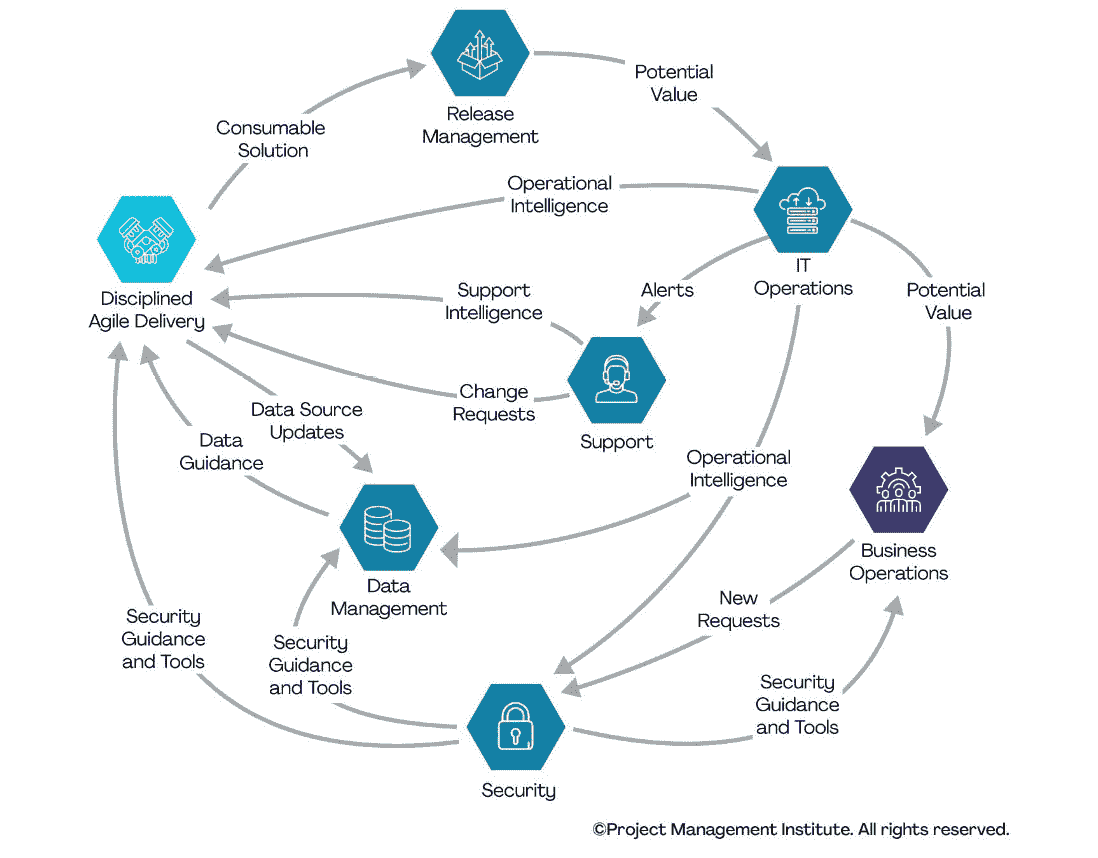 Release
Management
Potential
Value
Consumable
Solution
Operational
Intelligence
IT
Operations
Disciplined
Agile Delivery
Support
Intelligence
Alerts
Potential
Value
Change
Requests
Support
Data Source
Updates
Data
Guidance
Operational
Intelligence
Business
Operations
Data
Management
New
Requests
Security
Guidance
and Tools
Security
Guidance
and Tools
Security
Guidance
and Tools
Security
©Project Management Institute. All rights reserved.